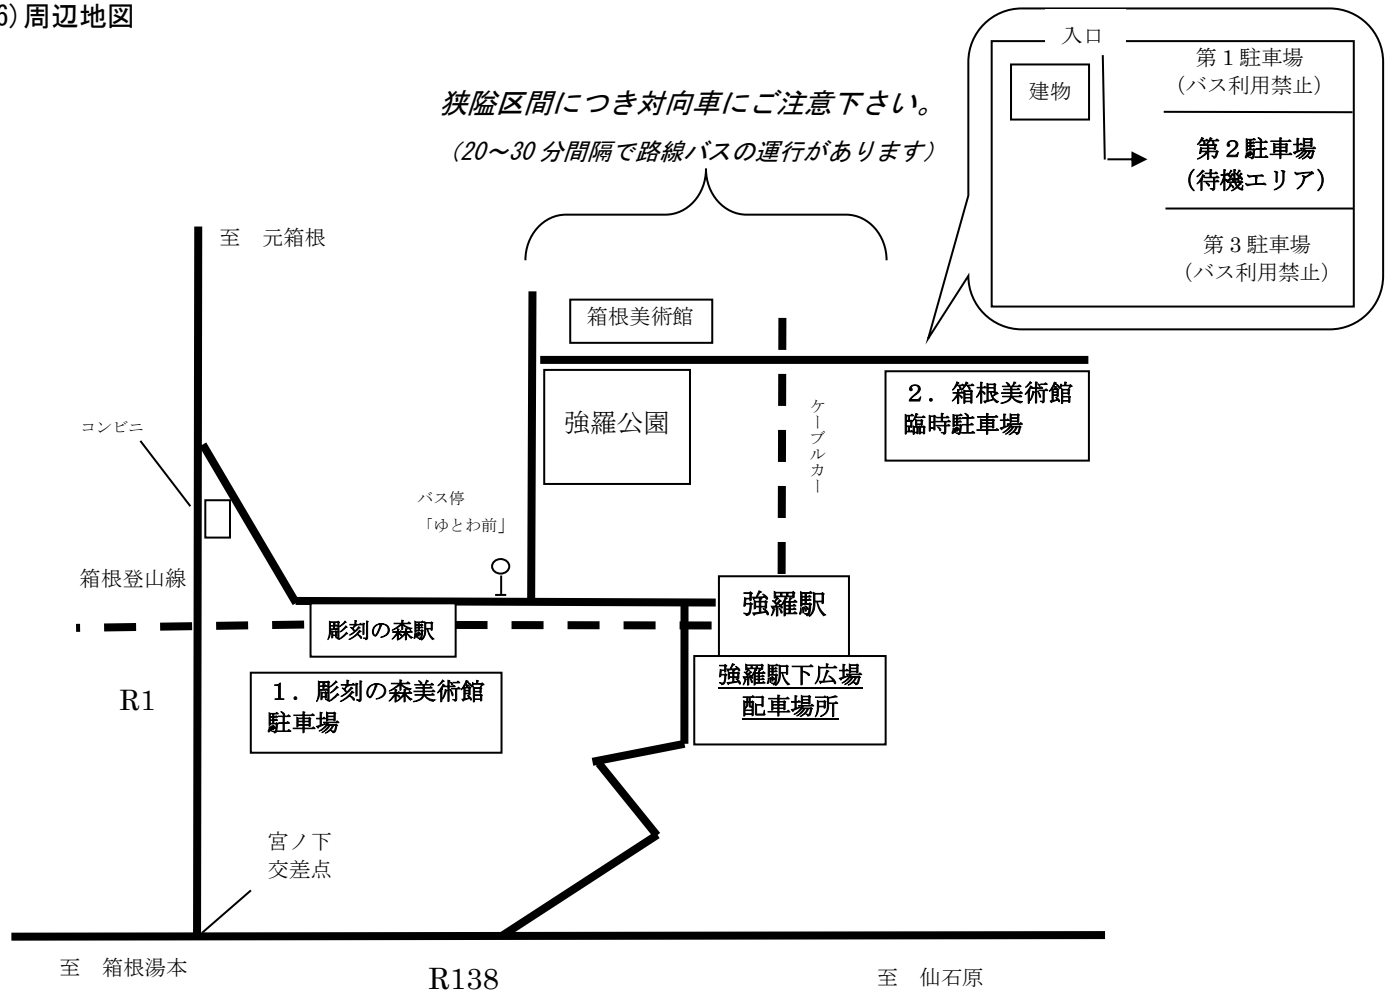 6)周辺地図
狭隘区間につき対向車にご注意下さい。
（20～30 分間隔で路線バスの運行があります）
入口
建物
第１駐車場
（バス利用禁止）
第２駐車場
（待機エリア）
第３駐車場
（バス利用禁止）
至　元箱根
箱根美術館
強羅公園
ケーブルカー
２．箱根美術館
臨時駐車場
コンビニ
バス停
「ゆとわ前」
箱根登山線
彫刻の森駅
強羅駅
強羅駅下広場
配車場所
R1
１．彫刻の森美術館
駐車場
宮ノ下
交差点
至　箱根湯本
R138
至　仙石原